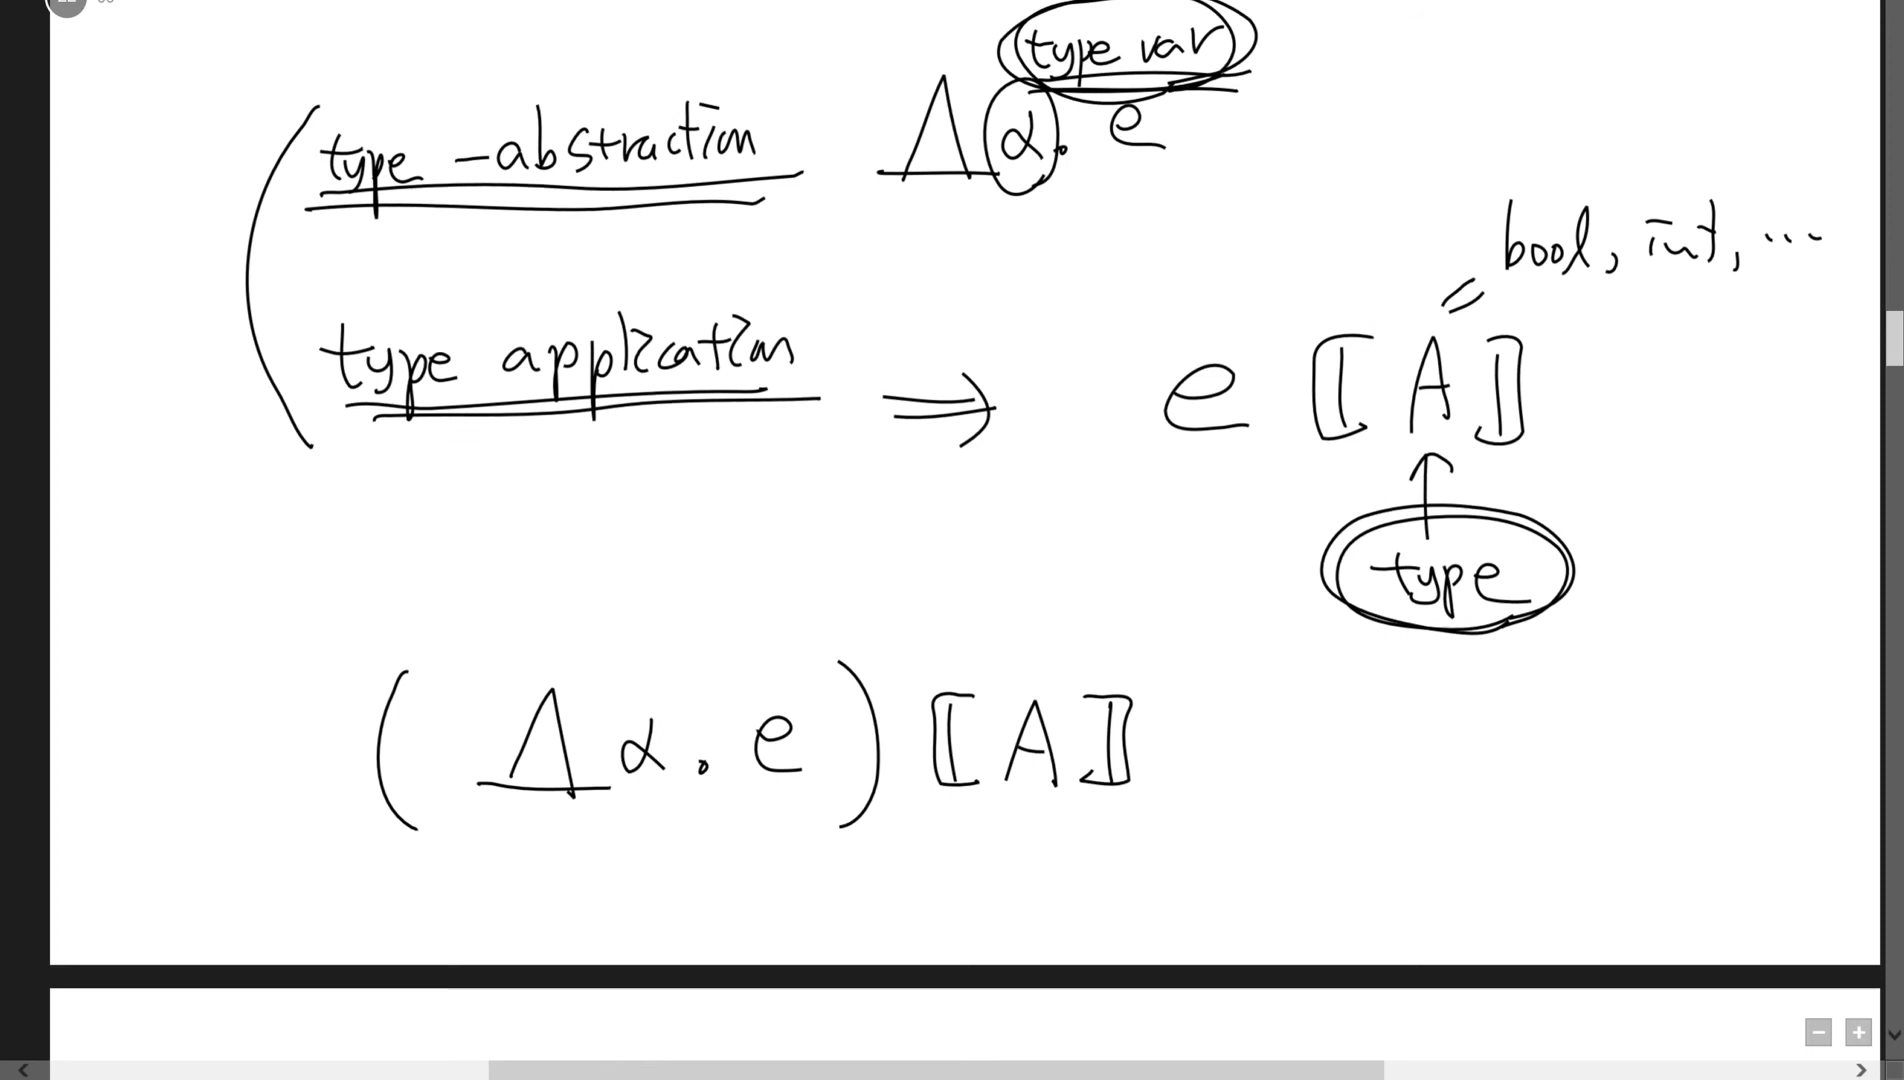 type var
type - abstraction Λα. e
bool, int, ...
=
type application ⇒ e ⟦A⟧
↑
type
(Λα. e) ⟦A⟧